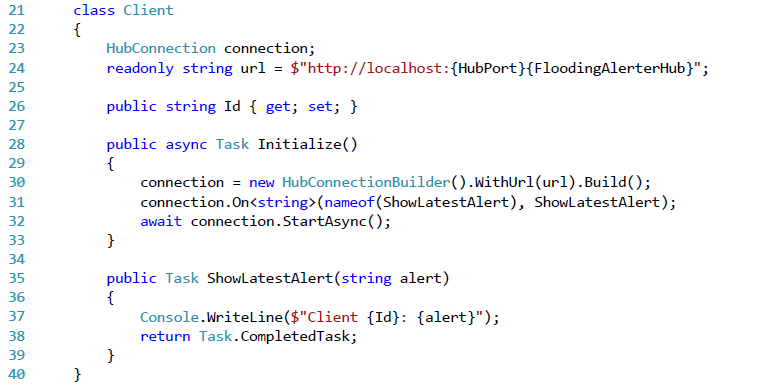 21 class Client
22 {
23 HubConnection connection;
24 readonly string url = $"http://localhost:{HubPort}{FloodingAlerterHub}";
25
26 public string Id { get; set; }
27
28 public async Task Initialize()
29 {
30 connection = new HubConnectionBuilder().WithUrl(url).Build();
31 connection.On<string>(nameof(ShowLatestAlert), ShowLatestAlert);
32 await connection.StartAsync();
33 }
34
35 public Task ShowLatestAlert(string alert)
36 {
37 Console.WriteLine($"Client {Id}: {alert}");
38 return Task.CompletedTask;
39 }
40 }